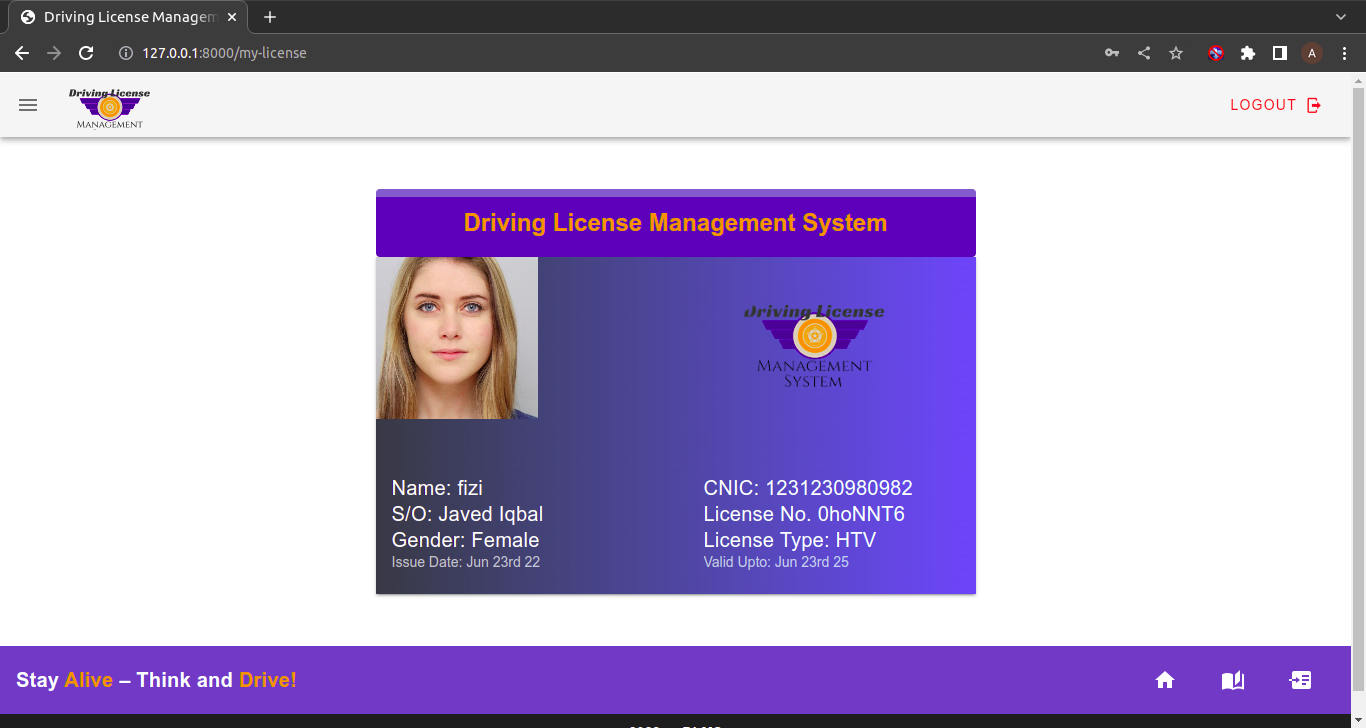 Driving License Managem
127.0.0.1:8000/my-license
A
Driving License
MANAGEMENT
LOGOUT
Driving License Management System
Driving License
MANAGEMENT
SYSTEM
Name: fizi
S/O: Javed Iqbal
Gender: Female
Issue Date: Jun 23rd 22
CNIC: 1231230980982
License No. 0hoNNT6
License Type: HTV
Valid Upto: Jun 23rd 25
Stay Alive – Think and Drive!